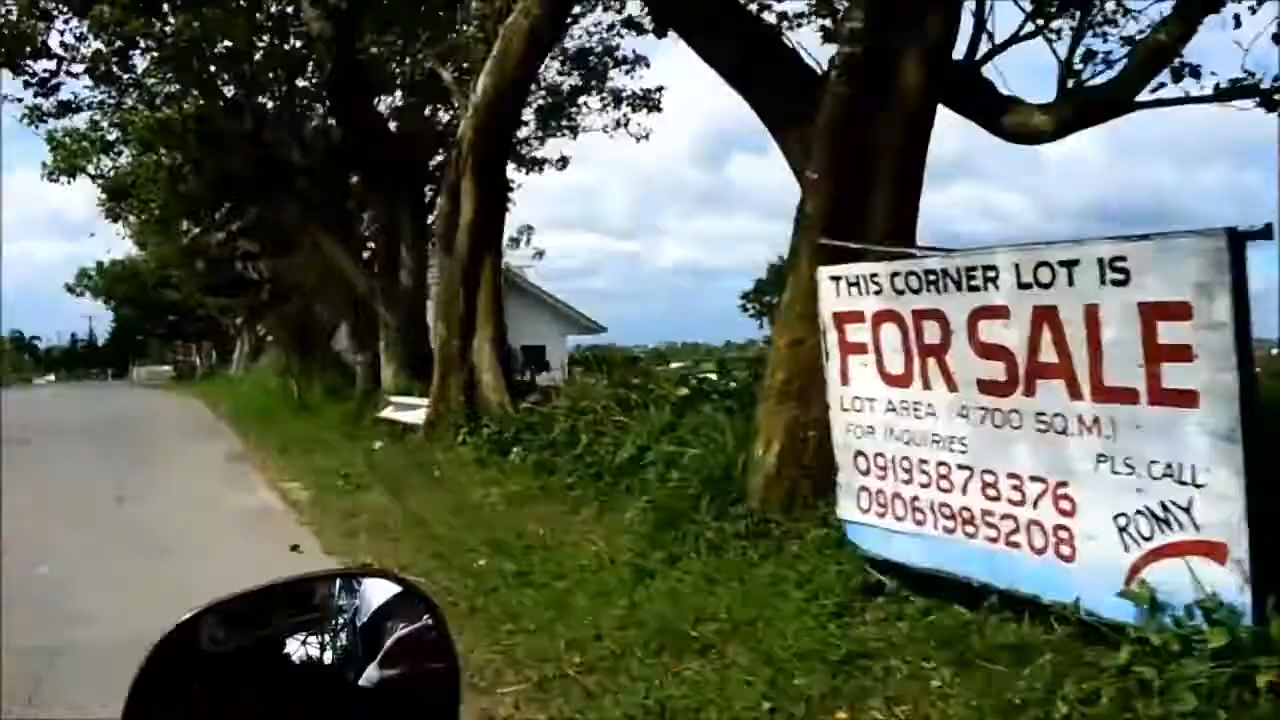 THIS CORNER LOT IS
FOR SALE
LOT AREA (4,700 SQ.M.)
FOR INQUIRIES
PLS. CALL
09195878376
09061985208
ROMY